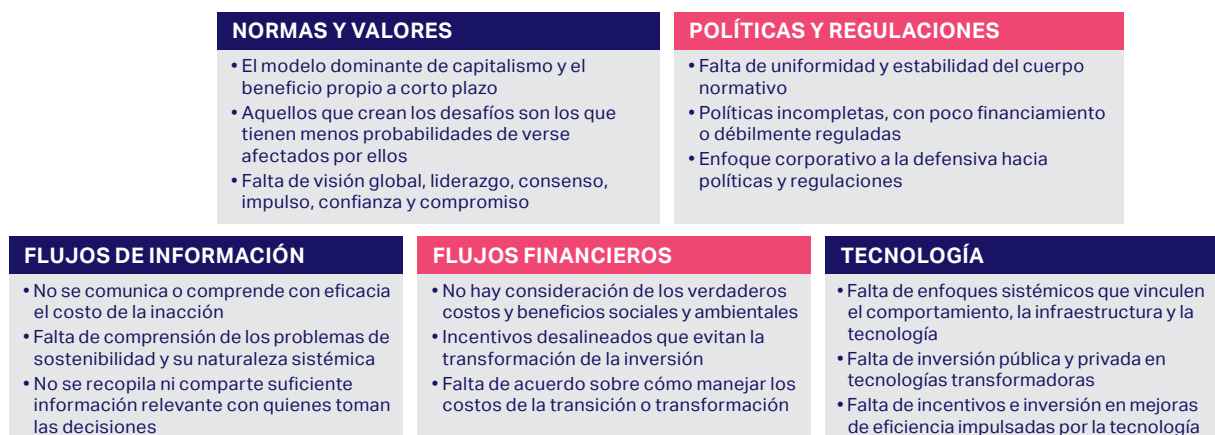 NORMAS Y VALORES
• El modelo dominante de capitalismo y el
beneficio propio a corto plazo
• Aquellos que crean los desafíos son los que
tienen menos probabilidades de verse
afectados por ellos
• Falta de visión global, liderazgo, consenso,
impulso, confianza y compromiso
POLÍTICAS Y REGULACIONES
• Falta de uniformidad y estabilidad del cuerpo
normativo
• Políticas incompletas, con poco financiamiento
o débilmente reguladas
• Enfoque corporativo a la defensiva hacia
políticas y regulaciones
FLUJOS DE INFORMACIÓN
• No se comunica o comprende con eficacia
el costo de la inacción
• Falta de comprensión de los problemas de
sostenibilidad y su naturaleza sistémica
• No se recopila ni comparte suficiente
información relevante con quienes toman
las decisiones
FLUJOS FINANCIEROS
• No hay consideración de los verdaderos
costos y beneficios sociales y ambientales
• Incentivos desalineados que evitan la
transformación de la inversión
• Falta de acuerdo sobre cómo manejar los
costos de la transición o transformación
TECNOLOGÍA
• Falta de enfoques sistémicos que vinculen
el comportamiento, la infraestructura y la
tecnología
• Falta de inversión pública y privada en
tecnologías transformadoras
• Falta de incentivos e inversión en mejoras
de eficiencia impulsadas por la tecnología